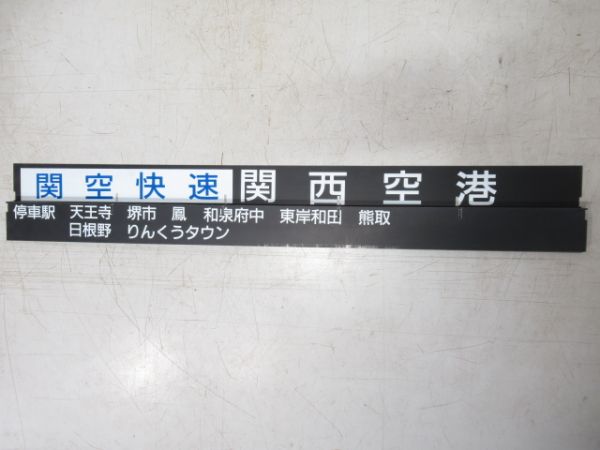 関空快速 関西空港
停車駅 天王寺 堺市 鳳 和泉府中 東岸和田 熊取
日根野 りんくうタウン